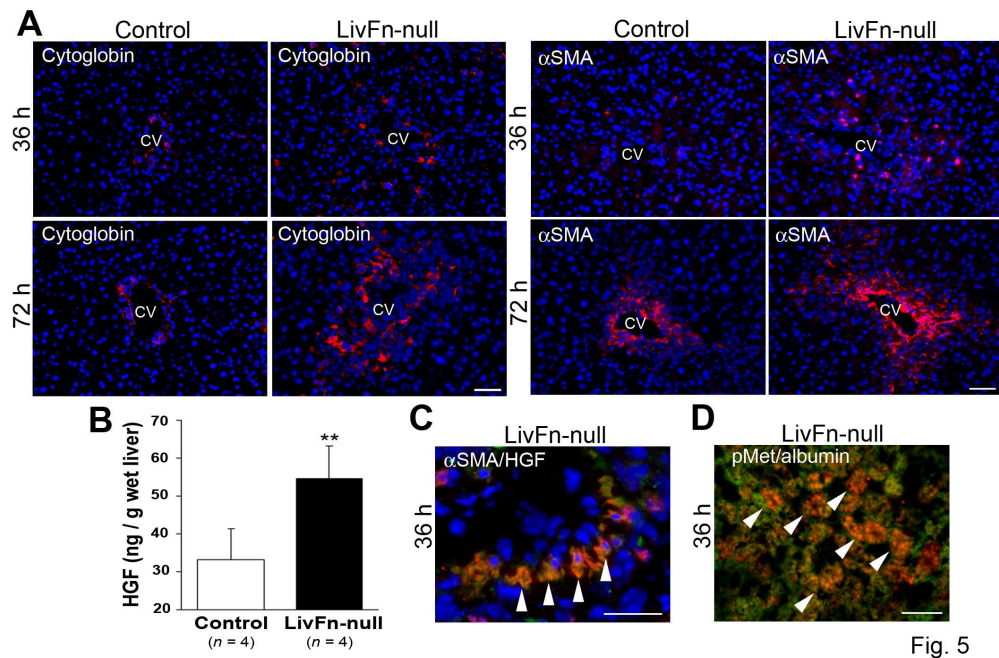 A
Control
LivFn-null
Control
LivFn-null
36 h
Cytoglobin
CV
Cytoglobin
CV
36 h
αSMA
CV
αSMA
CV
72 h
Cytoglobin
CV
Cytoglobin
CV
72 h
αSMA
CV
αSMA
CV
B
HGF (ng / g wet liver)
70
60
50
40
30
20
**
Control
(n = 4)
LivFn-null
(n = 4)
C
LivFn-null
36 h
αSMA/HGF
D
LivFn-null
36 h
pMet/albumin
Fig. 5